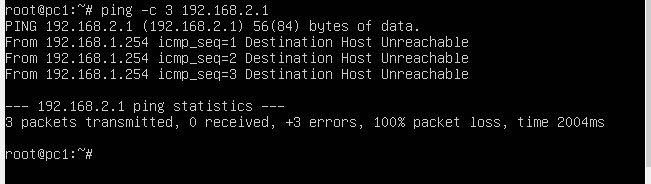 root@pc1:~# ping -c 3 192.168.2.1
PING 192.168.2.1 (192.168.2.1) 56(84) bytes of data.
From 192.168.1.254 icmp_seq=1 Destination Host Unreachable
From 192.168.1.254 icmp_seq=2 Destination Host Unreachable
From 192.168.1.254 icmp_seq=3 Destination Host Unreachable

--- 192.168.2.1 ping statistics ---
3 packets transmitted, 0 received, +3 errors, 100% packet loss, time 2004ms

root@pc1:~#